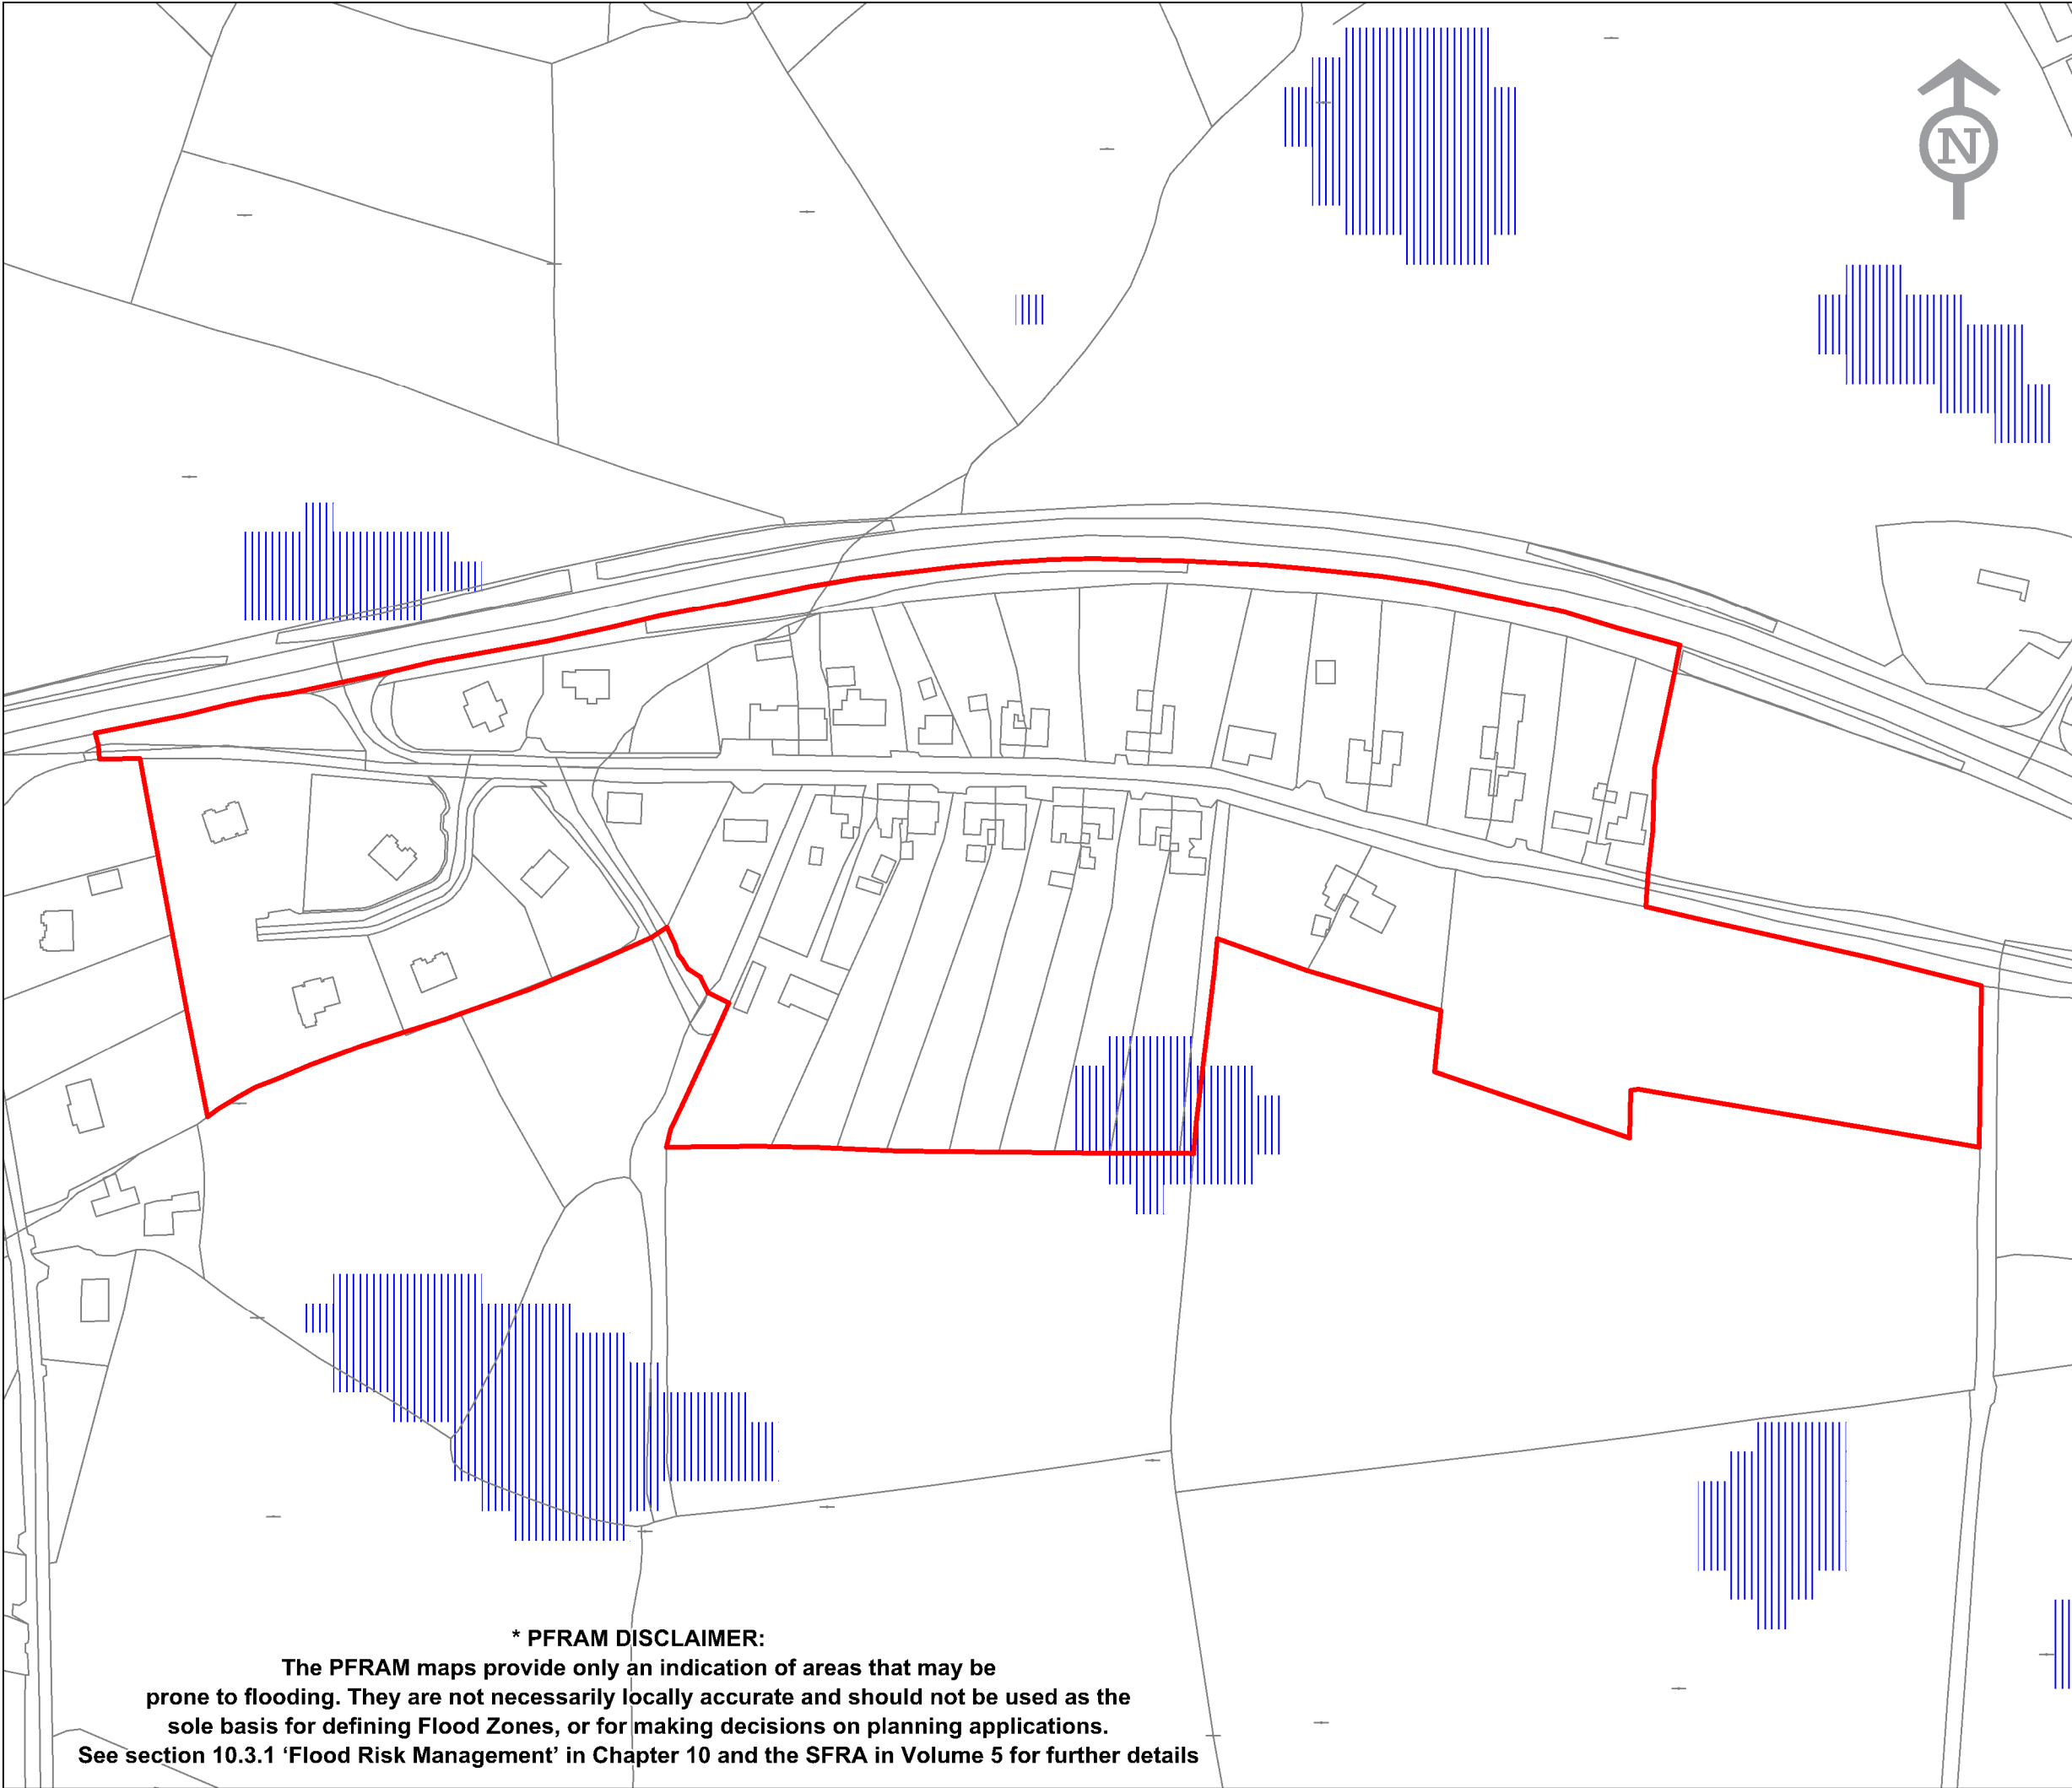 N
* PFRAM DISCLAIMER:
The PFRAM maps provide only an indication of areas that may be
prone to flooding. They are not necessarily locally accurate and should not be used as the
sole basis for defining Flood Zones, or for making decisions on planning applications.
See section 10.3.1 ‘Flood Risk Management’ in Chapter 10 and the SFRA in Volume 5 for further details